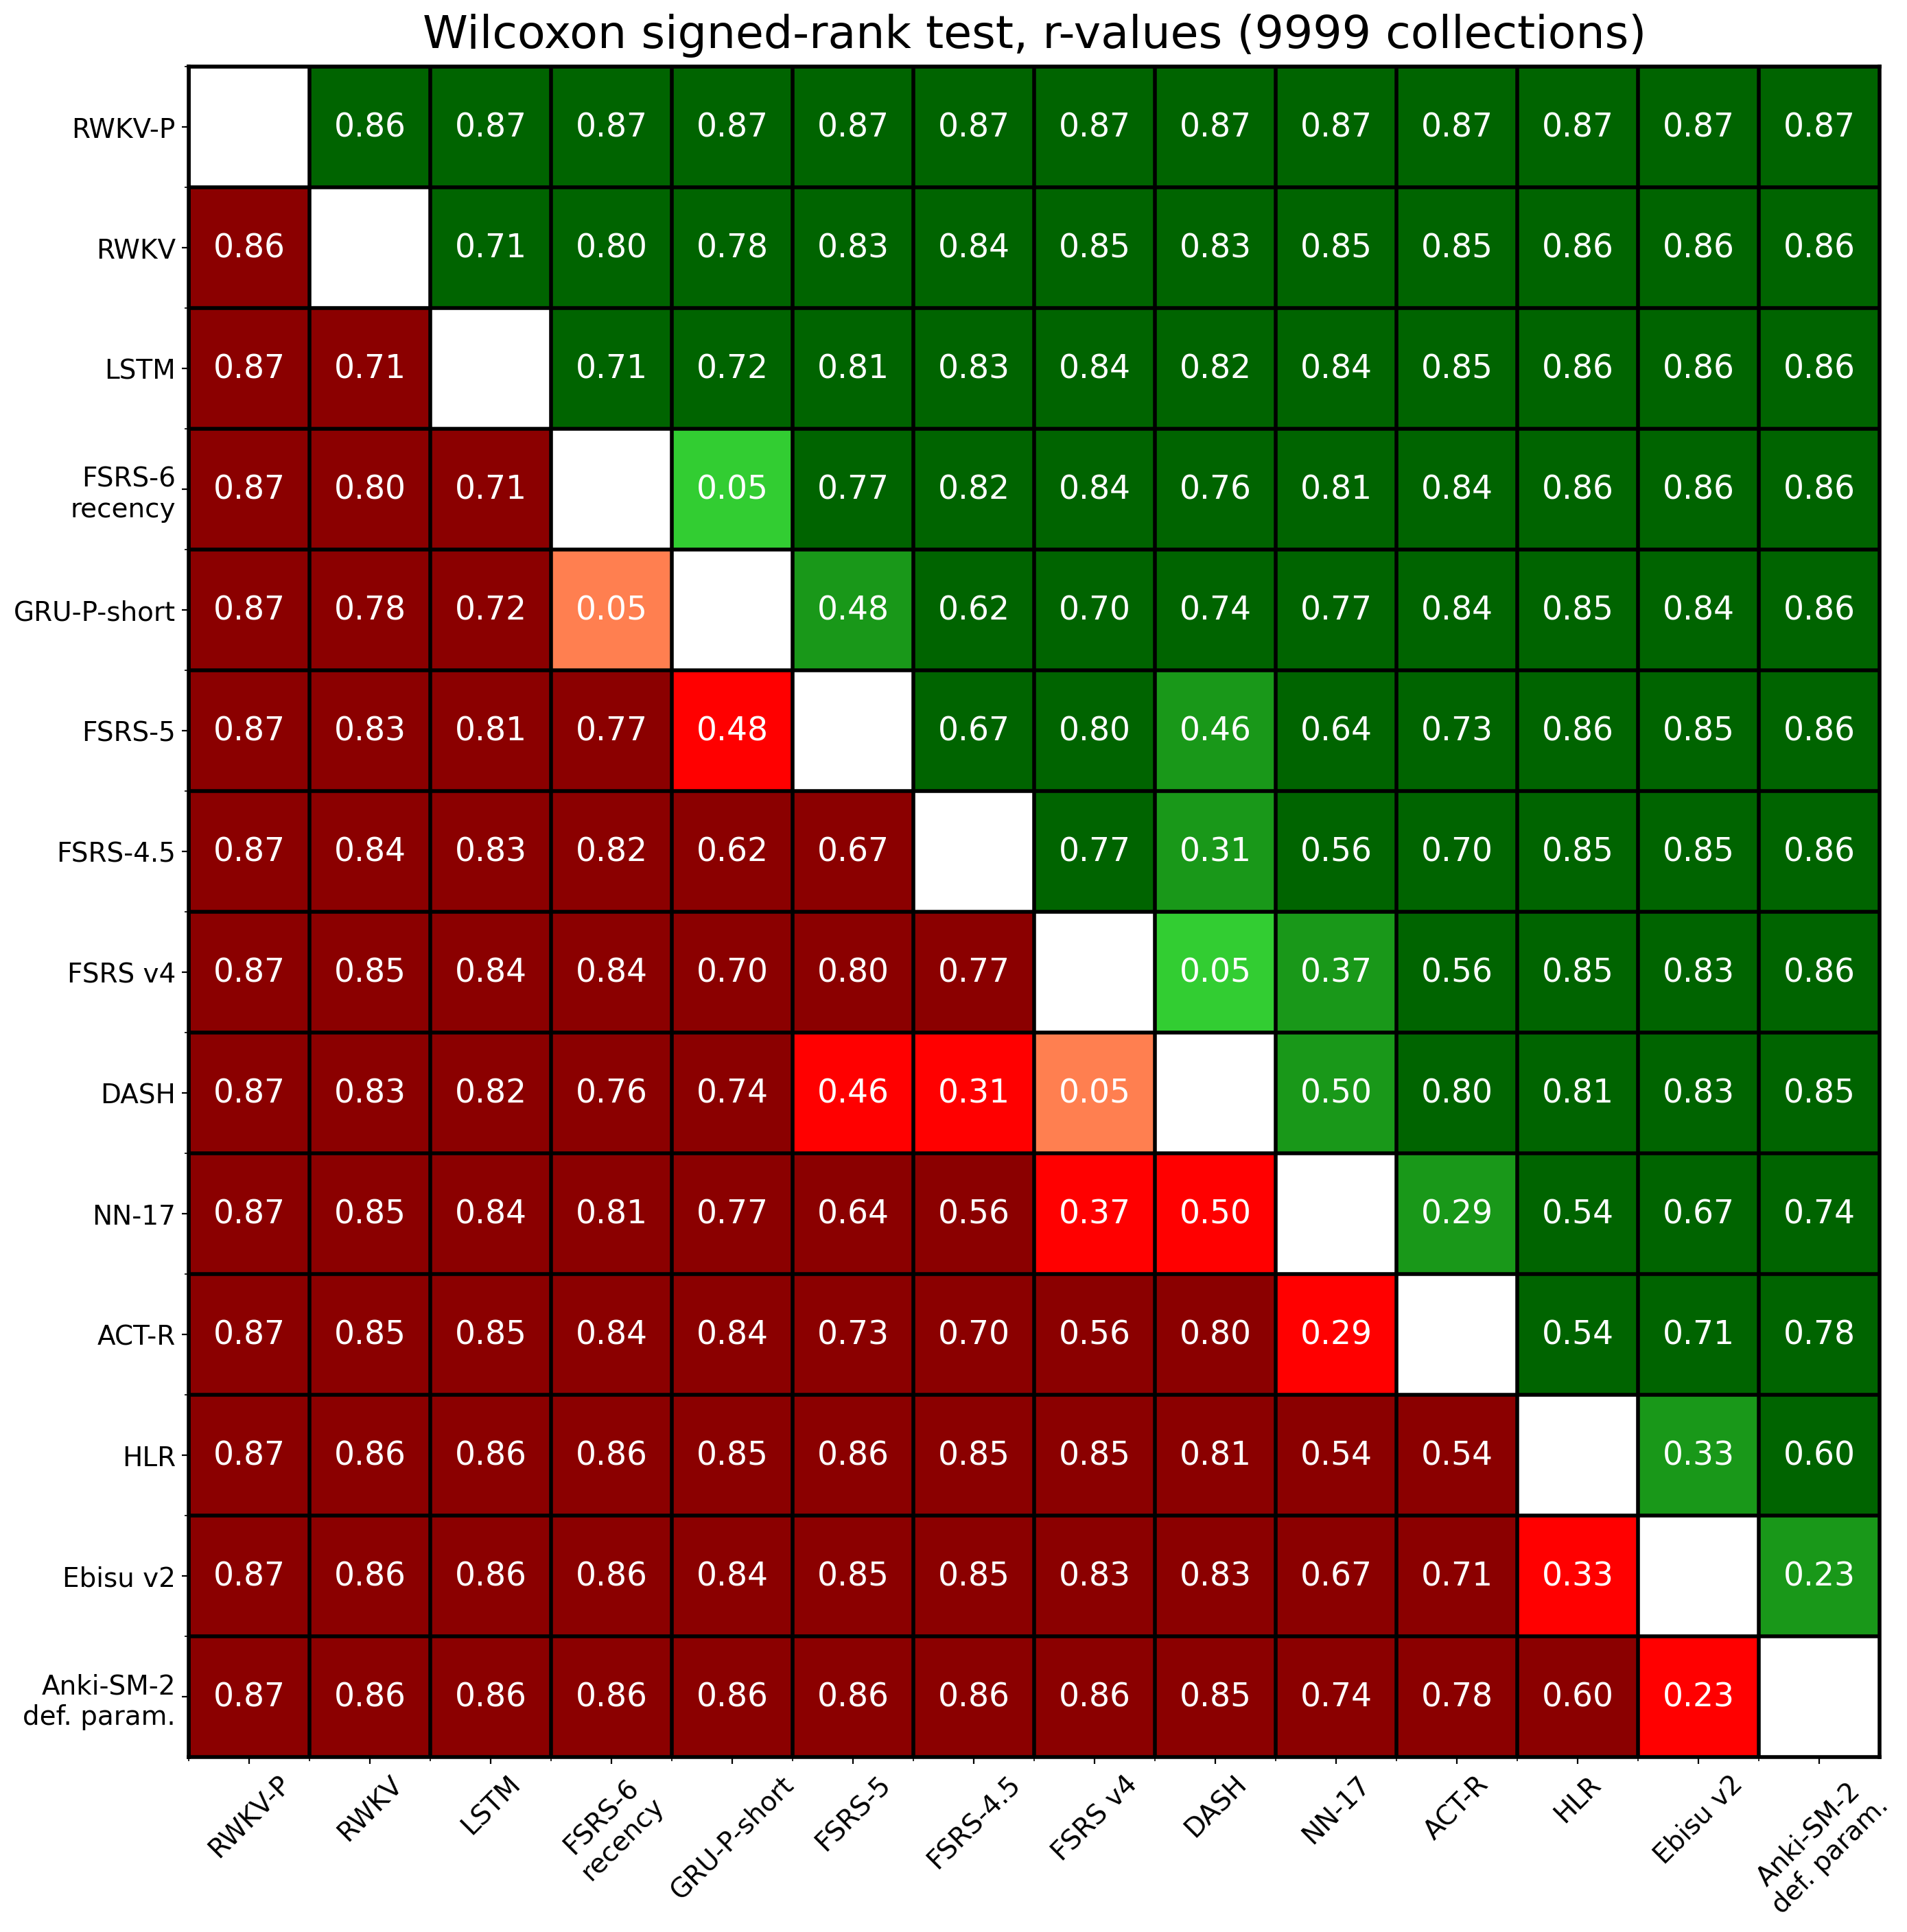 Wilcoxon signed-rank test, r-values (9999 collections)
RWKV-P 0.86 0.87 0.87 0.87 0.87 0.87 0.87 0.87 0.87 0.87 0.87 0.87 0.87
RWKV 0.86 0.71 0.80 0.78 0.83 0.84 0.85 0.83 0.85 0.85 0.86 0.86 0.86
LSTM 0.87 0.71 0.71 0.72 0.81 0.83 0.84 0.82 0.84 0.85 0.86 0.86 0.86
FSRS-6
recency 0.87 0.80 0.71 0.05 0.77 0.82 0.84 0.76 0.81 0.84 0.86 0.86 0.86
GRU-P-short 0.87 0.78 0.72 0.05 0.48 0.62 0.70 0.74 0.77 0.84 0.85 0.84 0.86
FSRS-5 0.87 0.83 0.81 0.77 0.48 0.67 0.80 0.46 0.64 0.73 0.86 0.85 0.86
FSRS-4.5 0.87 0.84 0.83 0.82 0.62 0.67 0.77 0.31 0.56 0.70 0.85 0.85 0.86
FSRS v4 0.87 0.85 0.84 0.84 0.70 0.80 0.77 0.05 0.37 0.56 0.85 0.83 0.86
DASH 0.87 0.83 0.82 0.76 0.74 0.46 0.31 0.05 0.50 0.80 0.81 0.83 0.85
NN-17 0.87 0.85 0.84 0.81 0.77 0.64 0.56 0.37 0.50 0.29 0.54 0.67 0.74
ACT-R 0.87 0.85 0.85 0.84 0.84 0.73 0.70 0.56 0.80 0.29 0.54 0.71 0.78
HLR 0.87 0.86 0.86 0.86 0.85 0.86 0.85 0.85 0.81 0.54 0.54 0.33 0.60
Ebisu v2 0.87 0.86 0.86 0.86 0.84 0.85 0.85 0.83 0.83 0.67 0.71 0.33 0.23
Anki-SM-2
def. param. 0.87 0.86 0.86 0.86 0.86 0.86 0.86 0.86 0.85 0.74 0.78 0.60 0.23
RWKV-P
RWKV
LSTM
FSRS-6
recency
GRU-P-short
FSRS-5
FSRS-4.5
FSRS v4
DASH
NN-17
ACT-R
HLR
Ebisu v2
Anki-SM-2
def. param.